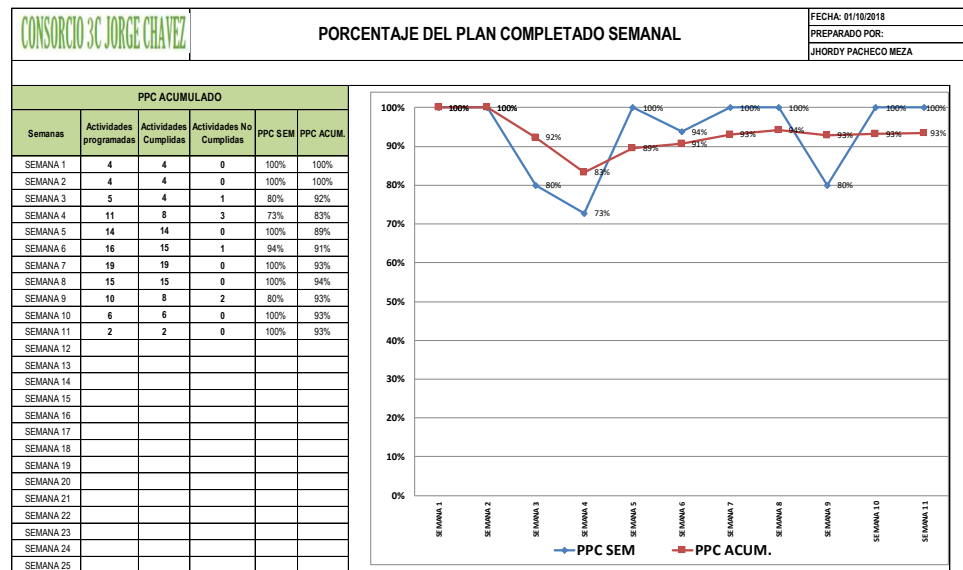 CONSORCIO 3C JORGE CHAVEZ
PORCENTAJE DEL PLAN COMPLETADO SEMANAL
FECHA: 01/10/2018
PREPARADO POR:
JHORDY PACHECO MEZA
PPC ACUMULADO
Semanas Actividades programadas Actividades Cumplidas Actividades No Cumplidas PPC SEM PPC ACUM.
SEMANA 1 4 4 0 100% 100%
SEMANA 2 4 4 0 100% 100%
SEMANA 3 5 4 1 80% 92%
SEMANA 4 11 8 3 73% 83%
SEMANA 5 14 14 0 100% 89%
SEMANA 6 16 15 1 94% 91%
SEMANA 7 19 19 0 100% 93%
SEMANA 8 15 15 0 100% 94%
SEMANA 9 10 8 2 80% 93%
SEMANA 10 6 6 0 100% 93%
SEMANA 11 2 2 0 100% 93%
SEMANA 12
SEMANA 13
SEMANA 14
SEMANA 15
SEMANA 16
SEMANA 17
SEMANA 18
SEMANA 19
SEMANA 20
SEMANA 21
SEMANA 22
SEMANA 23
SEMANA 24
SEMANA 25
100%
90%
80%
70%
60%
50%
40%
30%
20%
10%
0%
100% 100% 80% 73% 100% 94% 100% 100% 80% 100% 100%
100% 100% 92% 83% 89% 91% 93% 94% 93% 93% 93%
SEMANA 1
SEMANA 2
SEMANA 3
SEMANA 4
SEMANA 5
SEMANA 6
SEMANA 7
SEMANA 8
SEMANA 9
SEMANA 10
SEMANA 11
PPC SEM PPC ACUM.